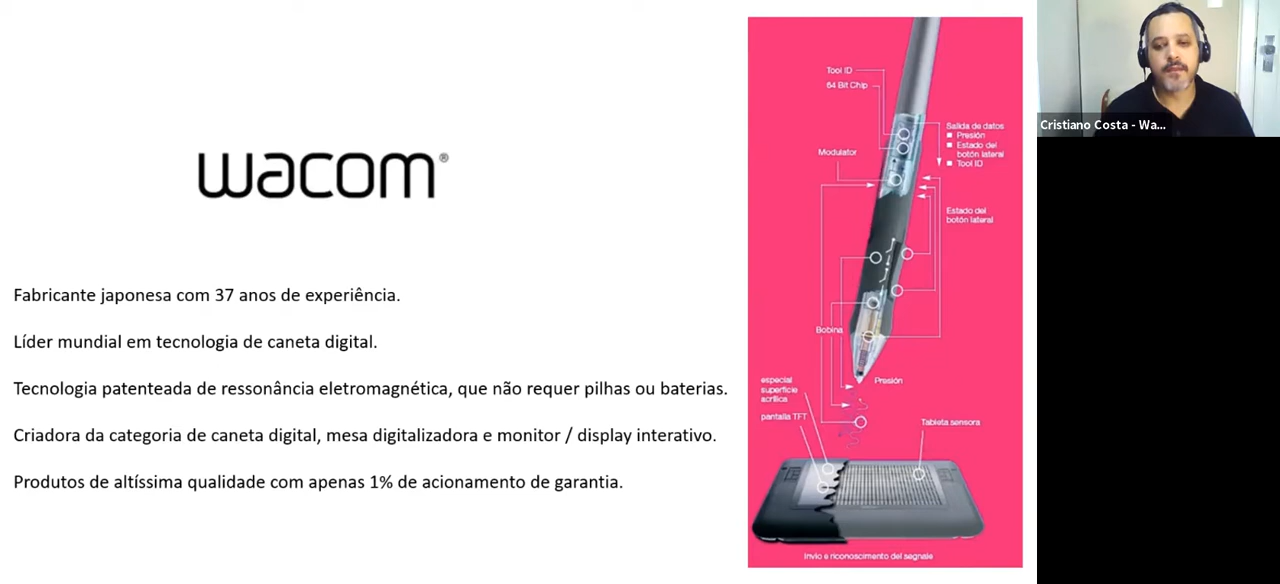 wacom®
Fabricante japonesa com 37 anos de experiência.
Líder mundial em tecnologia de caneta digital.
Tecnologia patenteada de ressonância eletromagnética, que não requer pilhas ou baterias.
Criadora da categoria de caneta digital, mesa digitalizadora e monitor / display interativo.
Produtos de altíssima qualidade com apenas 1% de acionamento de garantia.
Tool ID
64 Bit Chip
Modulator
Salida de datos
Presión
Estado del
botón lateral
Tool ID
Estado del
botón lateral
Bobina
Presión
especial
superficie
acrílica
pantalla TFT
Tableta sensora
Invio e riconoscimento del segnale
Cristiano Costa - Wa...